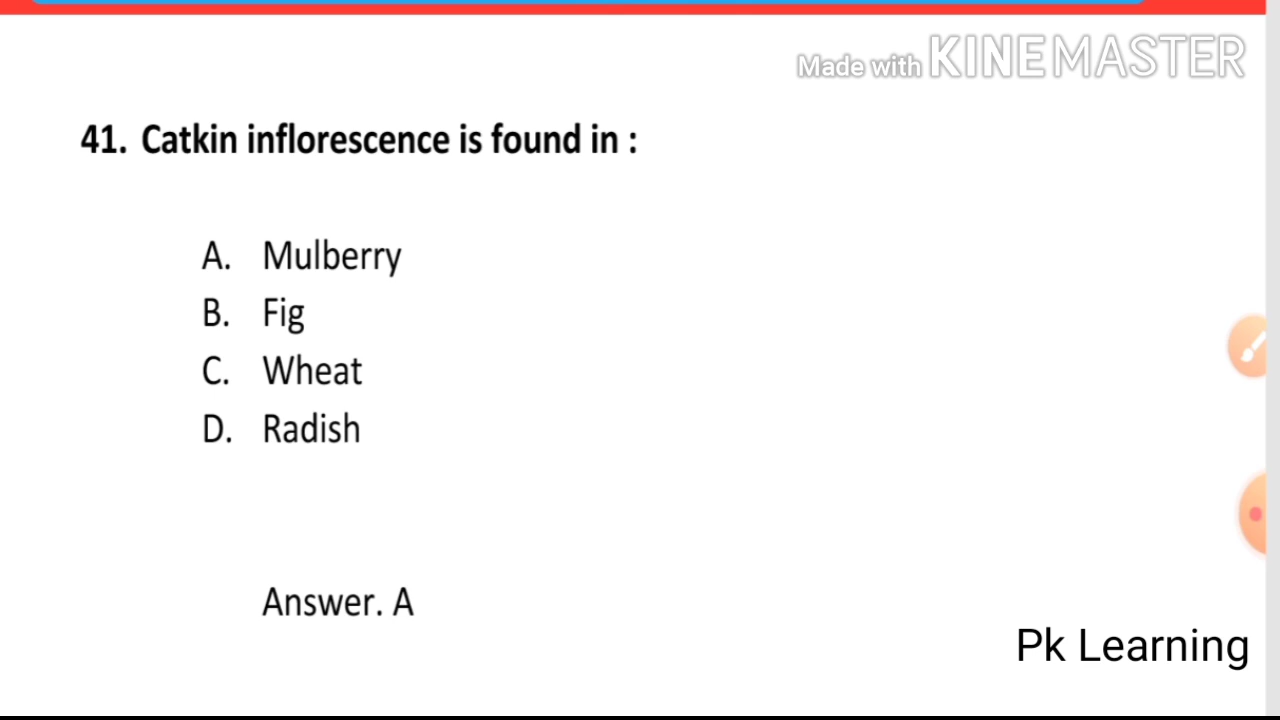 Made with KINEMASTER
41. Catkin inflorescence is found in :
A. Mulberry
B. Fig
C. Wheat
D. Radish
Answer. A
Pk Learning